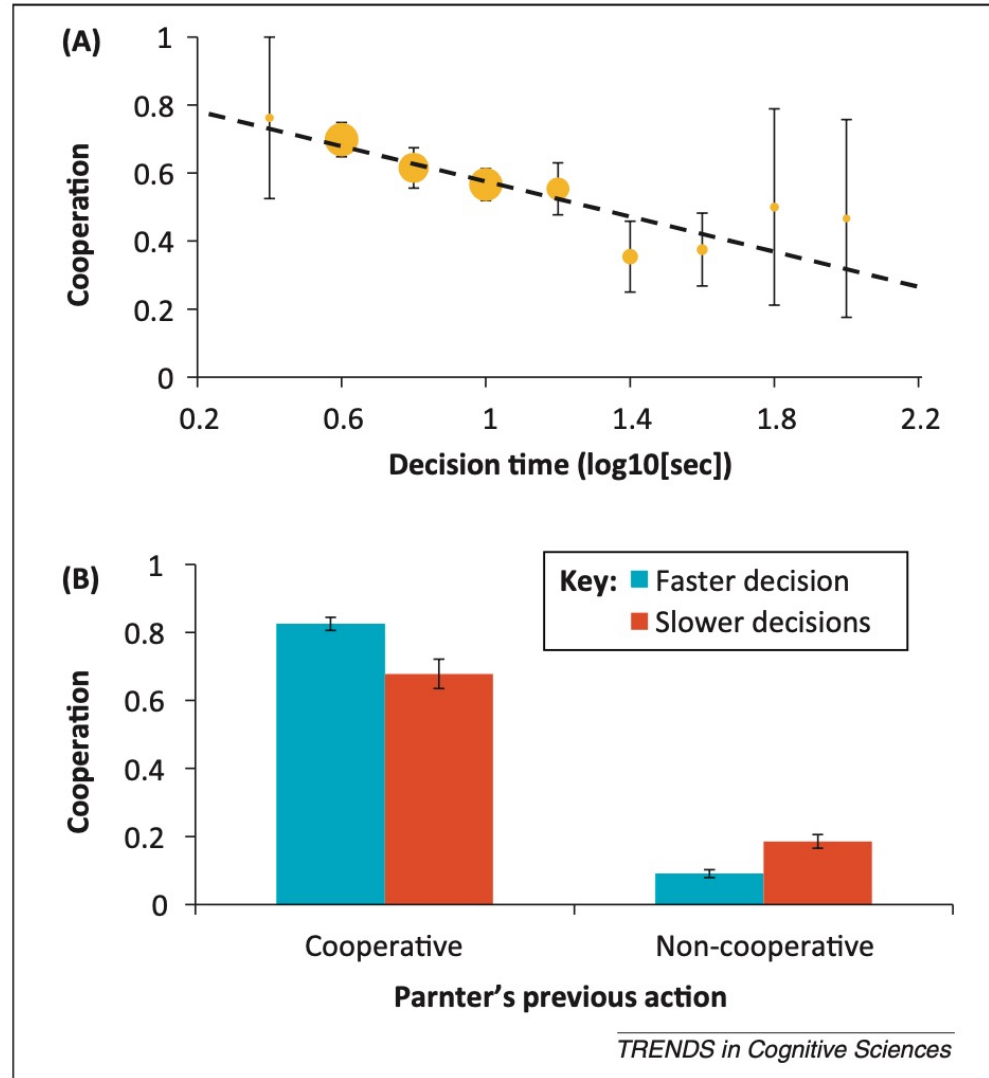 (A)
1
0.8
0.6
0.4
0.2
0
Cooperation
0.2 0.6 1 1.4 1.8 2.2
Decision time (log10[sec])
(B)
1
0.8
0.6
0.4
0.2
0
Cooperation
Key: Faster decision
Slower decisions
Cooperative Non-cooperative
Parnter's previous action
TRENDS in Cognitive Sciences